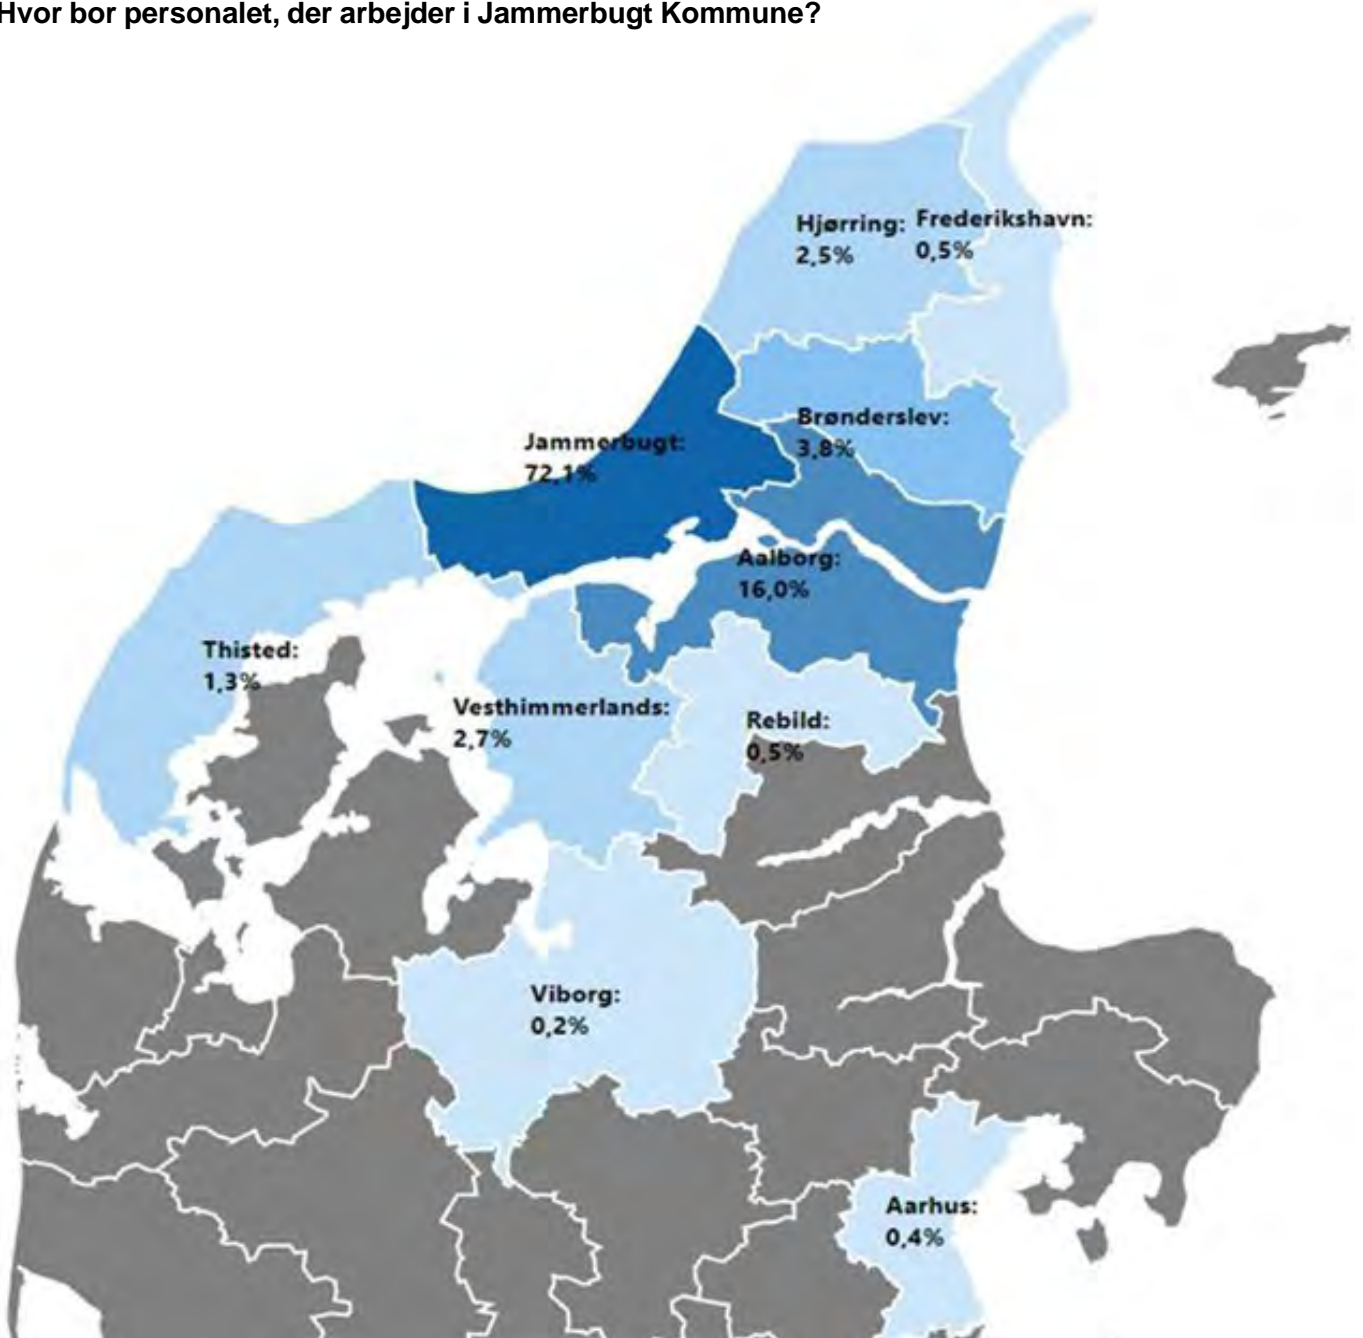 Hvor bor personalet, der arbejder i Jammerbugt Kommune?
Hjørring:
2,5%
Frederikshavn:
0,5%
Brønderslev:
3,8%
Jammerbugt:
72,1%
Aalborg:
16,0%
Thisted:
1,3%
Vesthimmerlands:
2,7%
Rebild:
0,5%
Viborg:
0,2%
Aarhus:
0,4%